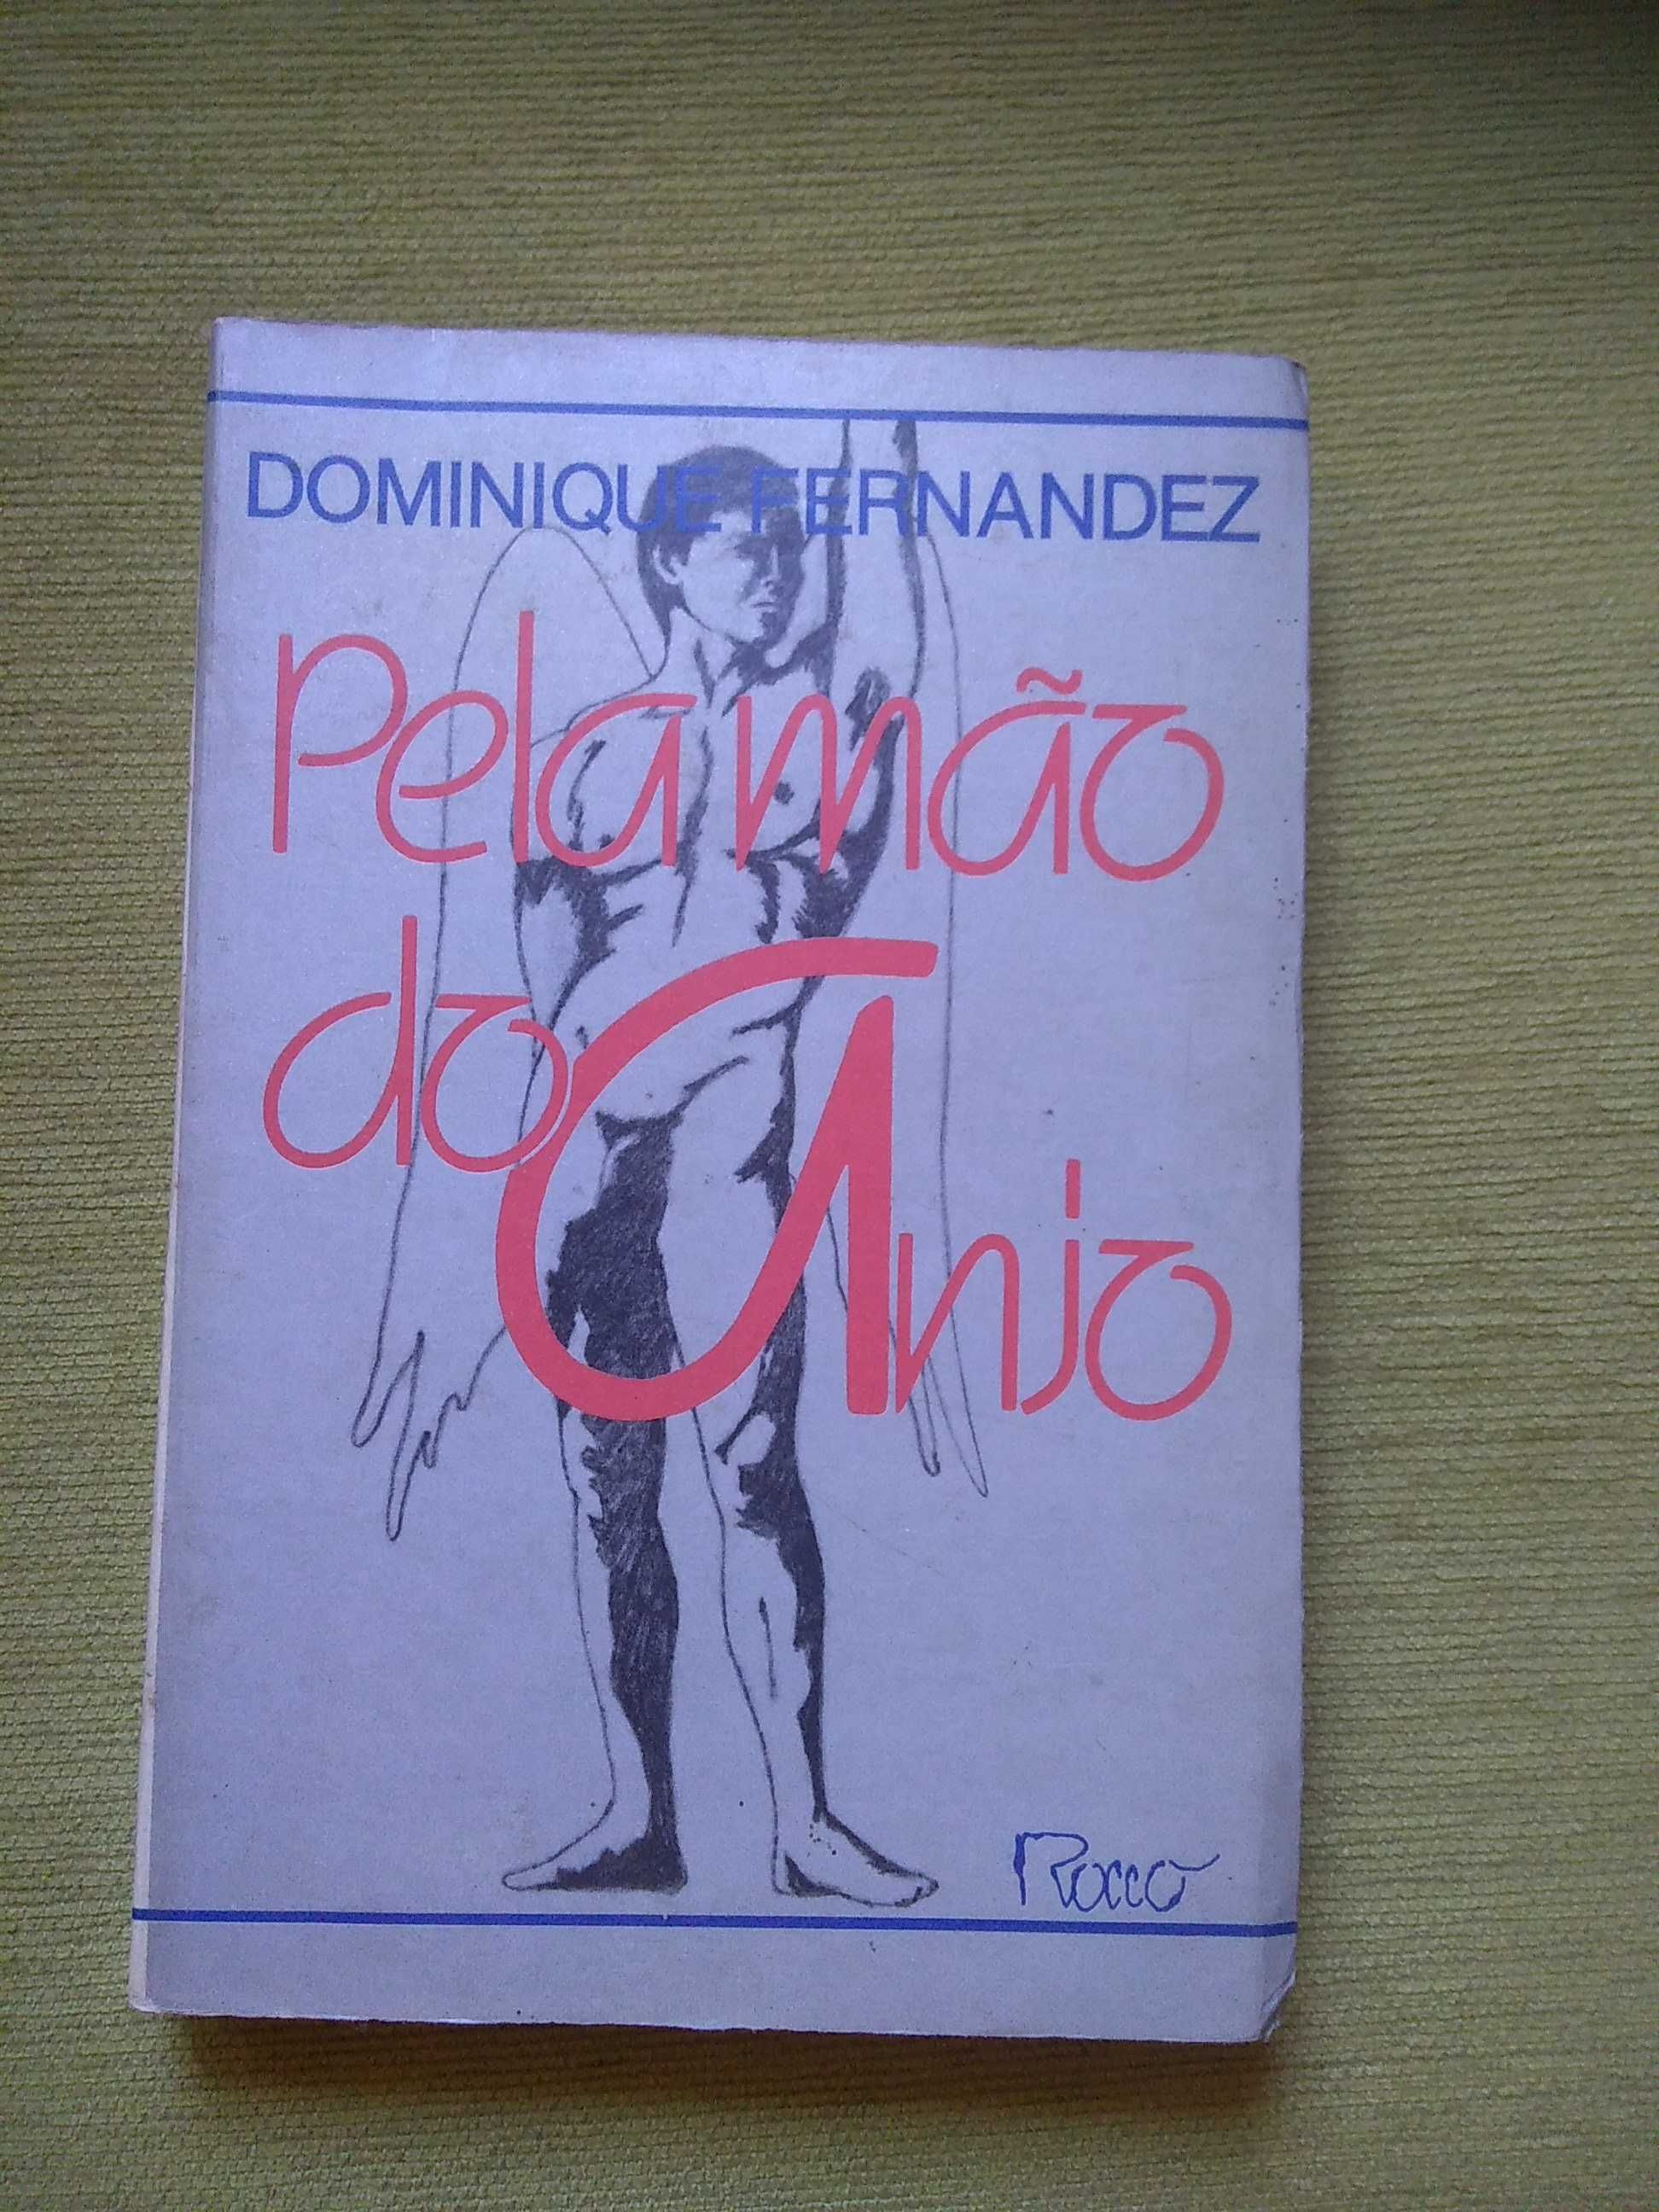 DOMINIQUE FERNANDEZ
Pela mão
do Anjo
Rocco